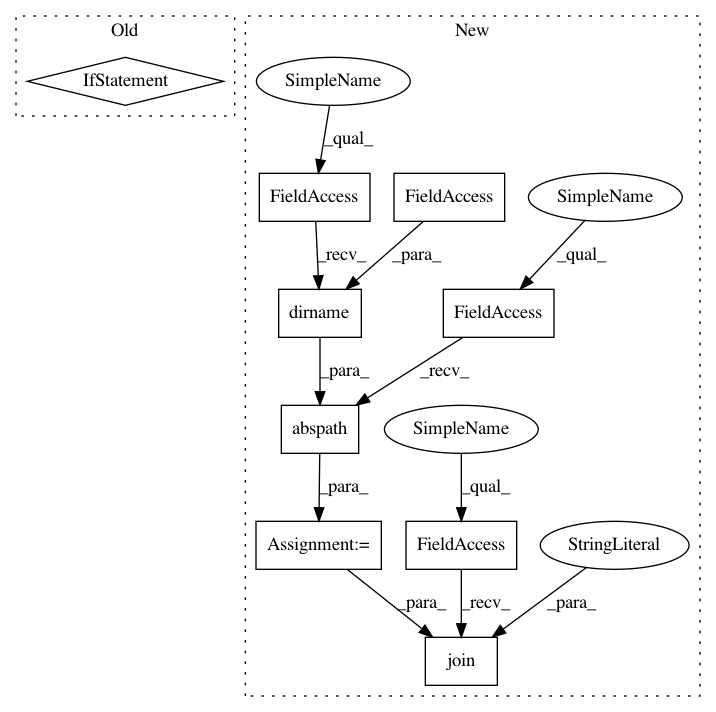 Old
New
IfStatement
SimpleName
_qual_
FieldAccess
FieldAccess
SimpleName
_recv_
_para_
_qual_
dirname
FieldAccess
_para_
_recv_
abspath
SimpleName
_para_
_qual_
Assignment:=
FieldAccess
StringLiteral
_para_
_recv_
_para_
join